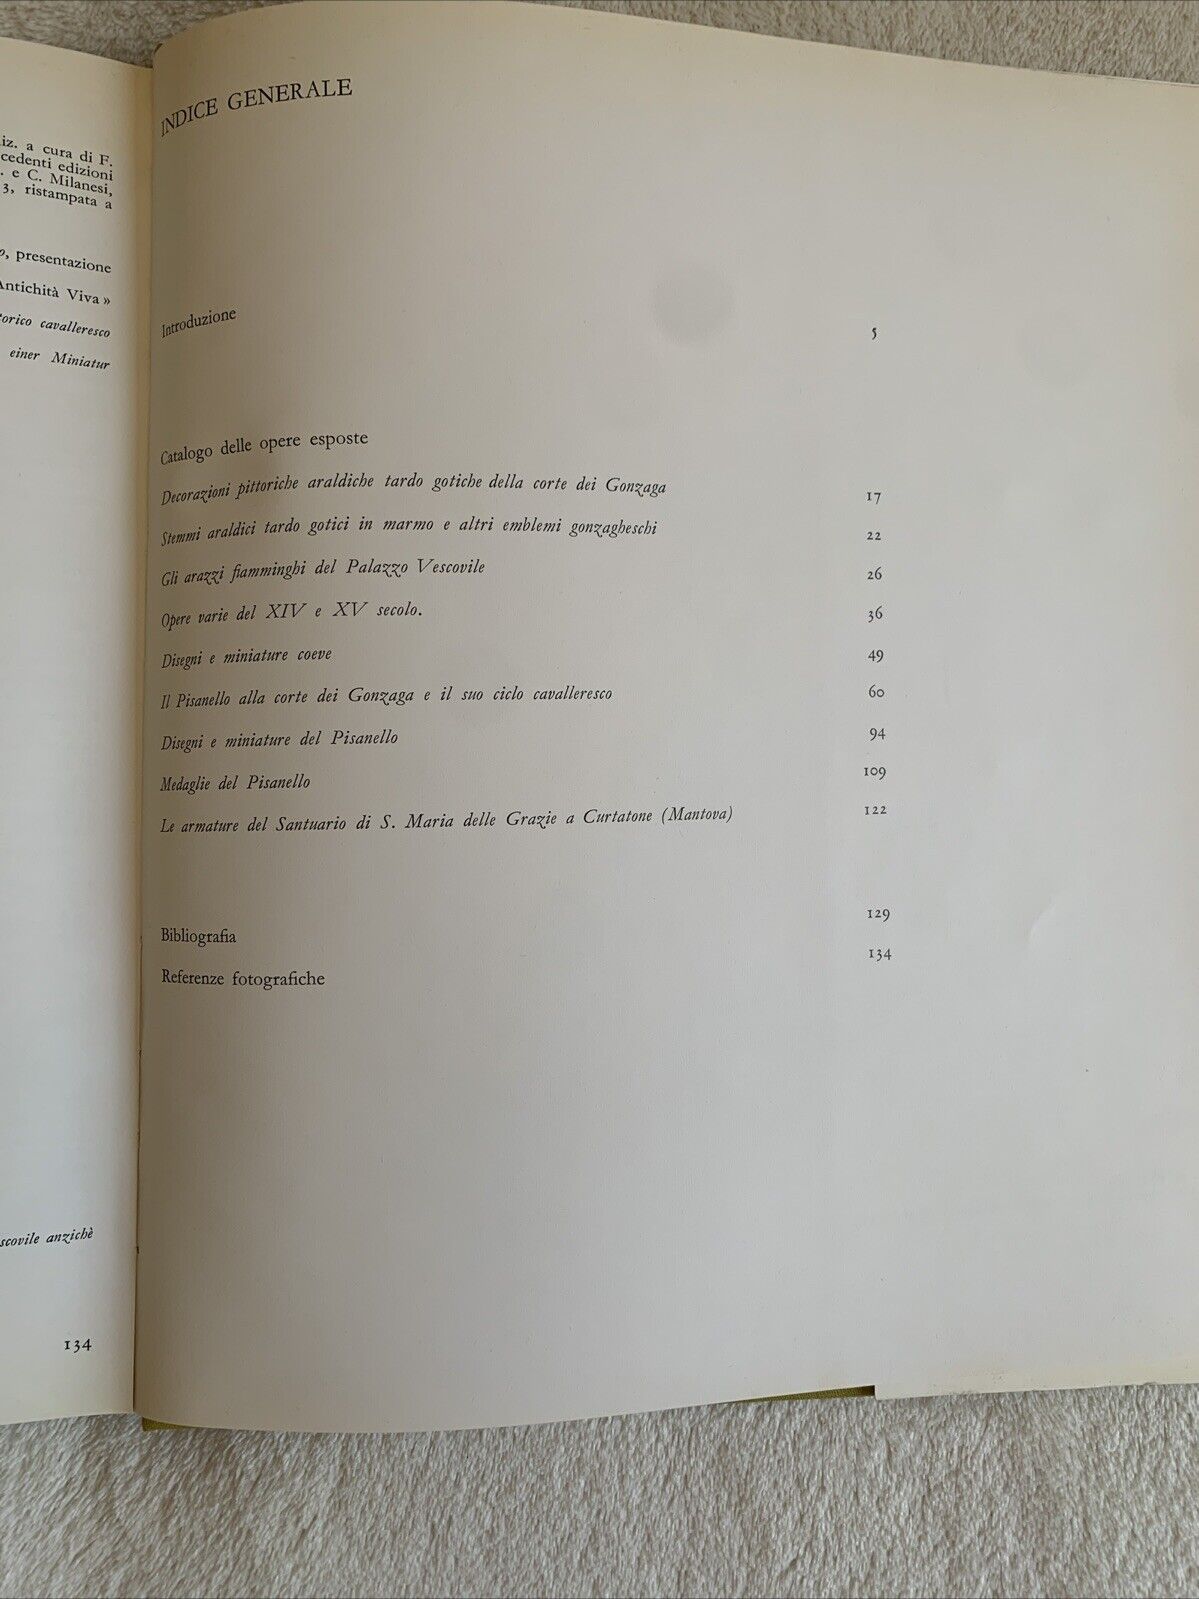 iz. a cura di F.
cedenti edizioni
. e C. Milanesi,
3, ristampata a
o, presentazione
Antichità Viva »
orico cavalleresco
einer Miniatur
scovile anzichè
134
INDICE GENERALE
Introduzione 5
Catalogo delle opere esposte
Decorazioni pittoriche araldiche tardo gotiche della corte dei Gonzaga 17
Stemmi araldici tardo gotici in marmo e altri emblemi gonzagheschi 22
Gli arazzi fiamminghi del Palazzo Vescovile 26
Opere varie del XIV e XV secolo. 36
Disegni e miniature coeve 49
Il Pisanello alla corte dei Gonzaga e il suo ciclo cavalleresco 60
Disegni e miniature del Pisanello 94
Medaglie del Pisanello 109
Le armature del Santuario di S. Maria delle Grazie a Curtatone (Mantova) 122
Bibliografia 129
Referenze fotografiche 134